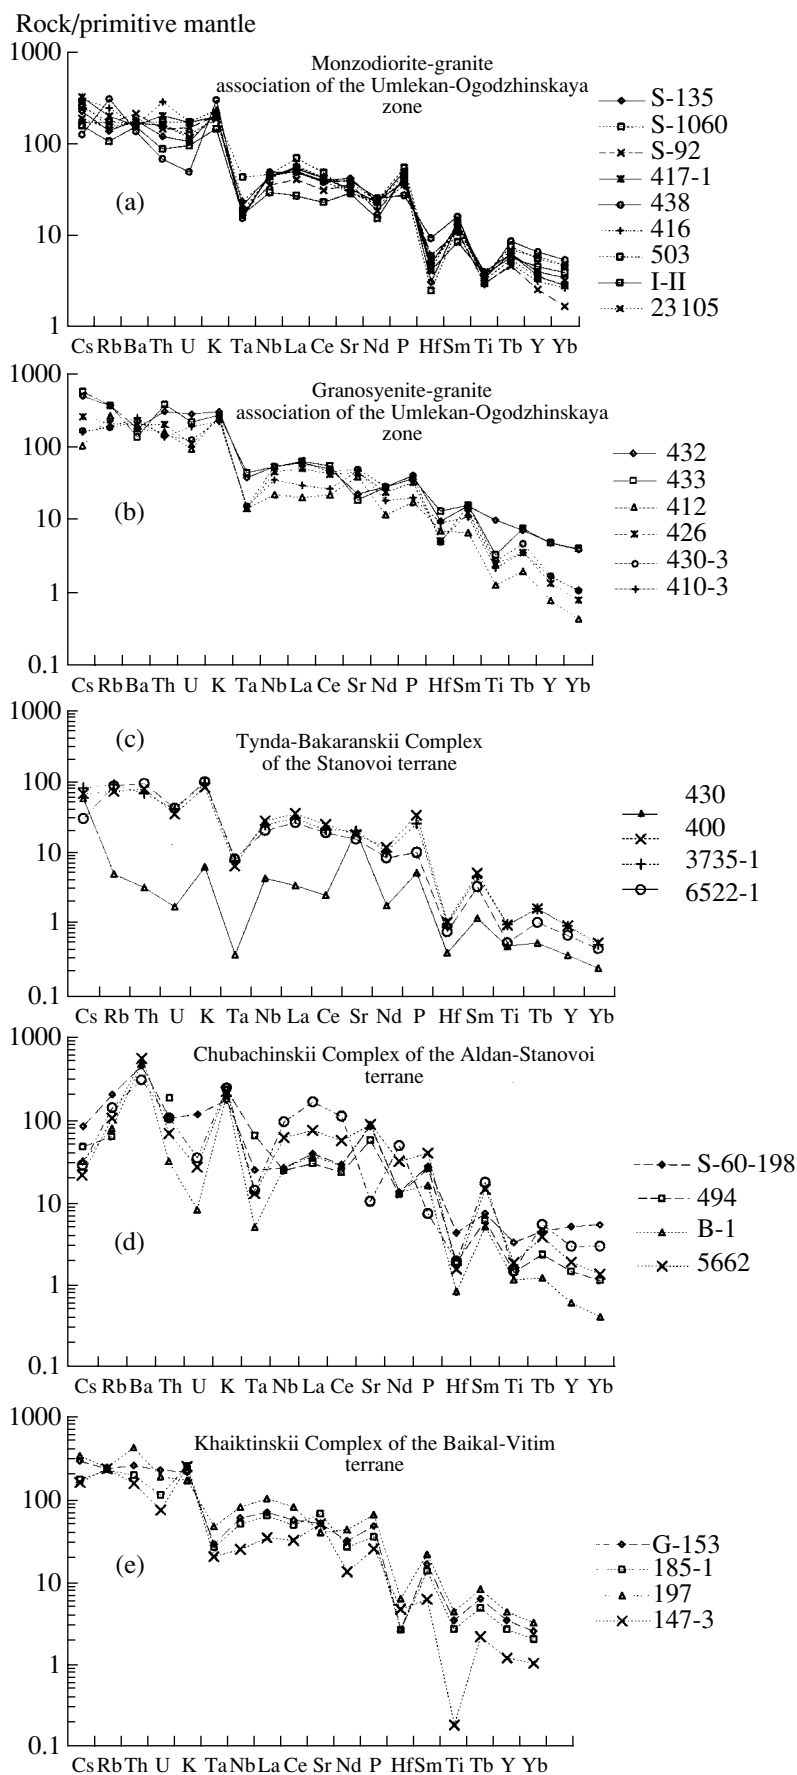 Rock/primitive mantle
1000
100
10
1
Monzodiorite-granite
association of the Umlekan-Ogodzhinskaya
zone
(a)
S-135
S-1060
S-92
417-1
438
416
503
I-II
23105
Cs Rb Ba Th U K Ta Nb La Ce Sr Nd P Hf Sm Ti Tb Y Yb
1000
100
10
1
0.1
Granosyenite-granite
association of the Umlekan-Ogodzhinskaya
zone
(b)
432
433
412
426
430-3
410-3
Cs Rb Ba Th U K Ta Nb La Ce Sr Nd P Hf Sm Ti Tb Y Yb
1000
100
10
1
0.1
(c)
Tynda-Bakaranskii Complex
of the Stanovoi terrane
430
400
3735-1
6522-1
Cs Rb Th U K Ta Nb La Ce Sr Nd P Hf Sm Ti Tb Y Yb
1000
100
10
1
0.1
Chubachinskii Complex of the Aldan-Stanovoi
terrane
(d)
S-60-198
494
B-1
5662
Cs Rb Ba Th U K Ta Nb La Ce Sr Nd P Hf Sm Ti Tb Y Yb
1000
100
10
1
0.1
Khaiktinskii Complex of the Baikal-Vitim
terrane
(e)
G-153
185-1
197
147-3
Cs Rb Th U K Ta Nb La Ce Sr Nd P Hf Sm Ti Tb Y Yb